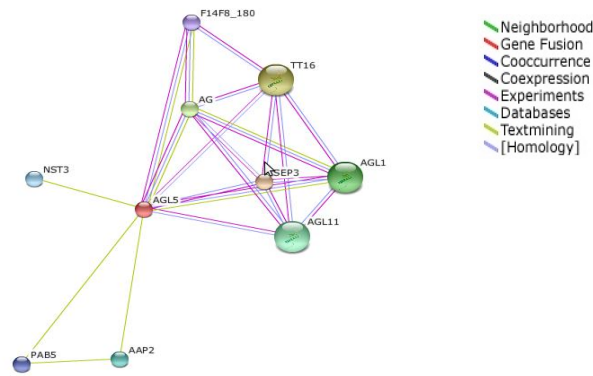 F14F8_180
TT16
AG
NST3
SEP3
AGL1
AGL5
AGL11
PAB5
AAP2
Neighborhood
Gene Fusion
Cooccurrence
Coexpression
Experiments
Databases
Textmining
[Homology]